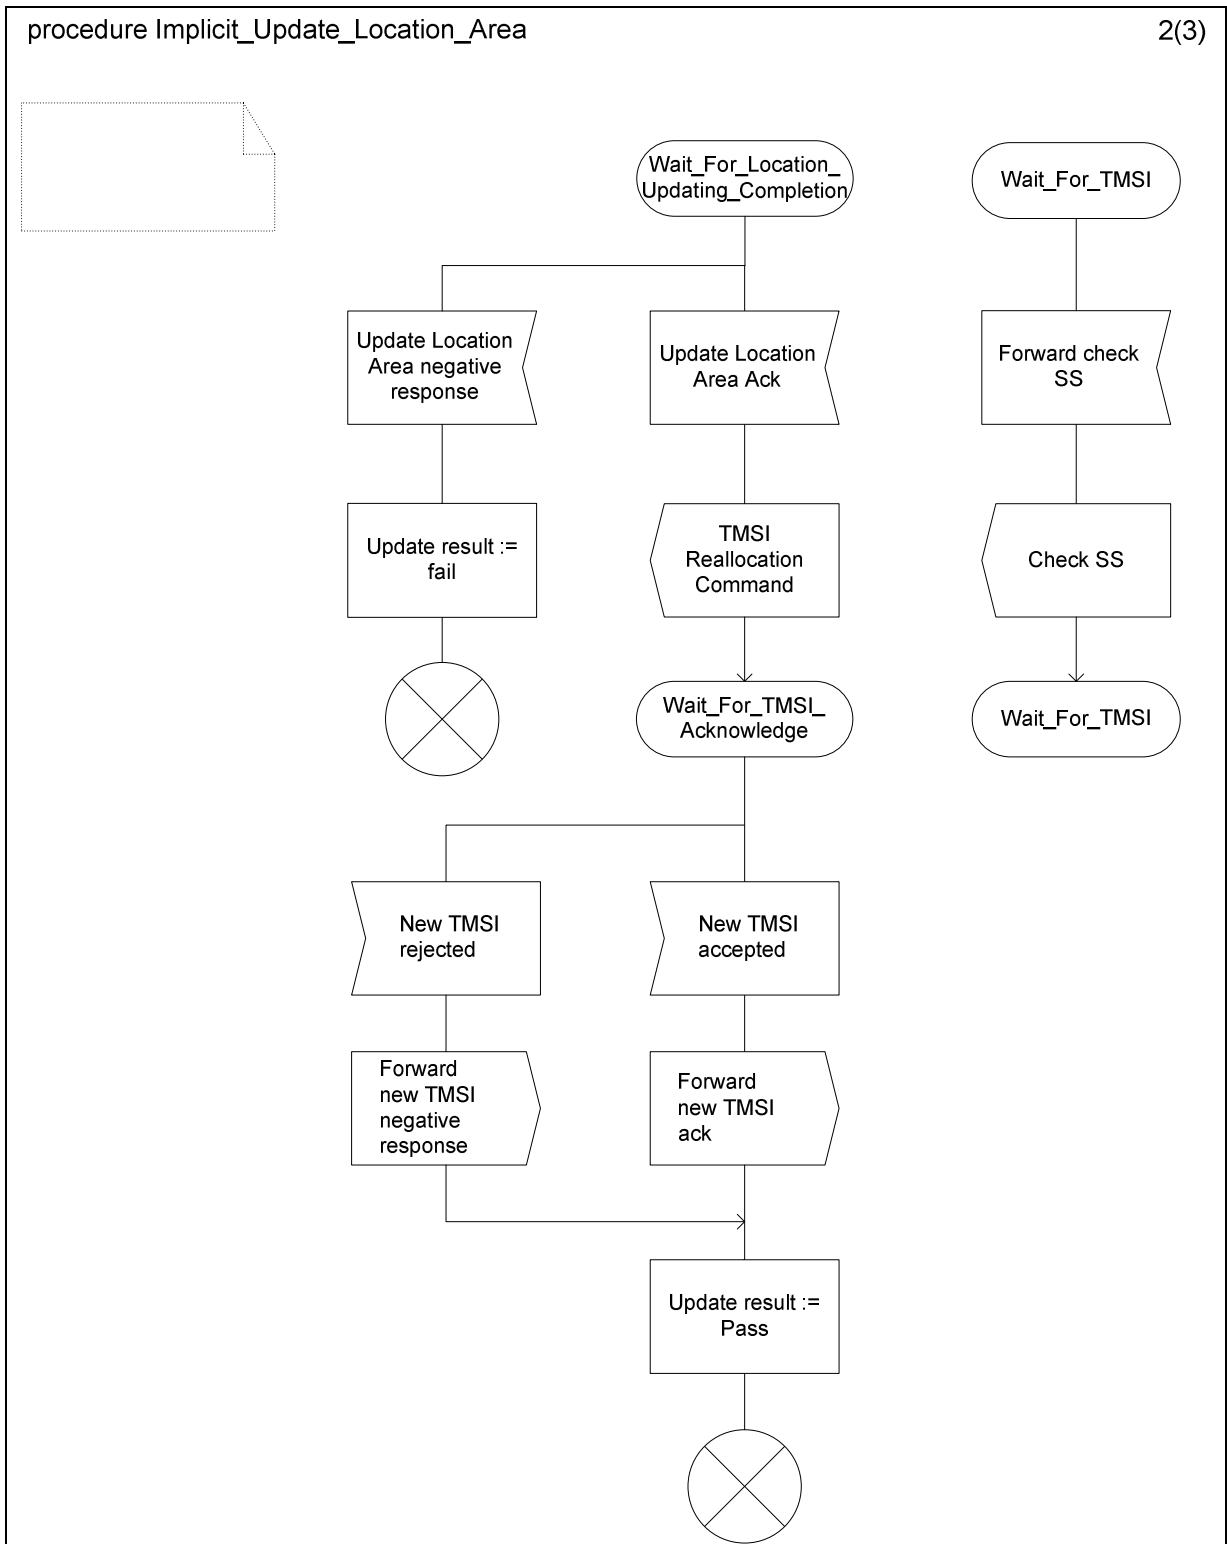 procedure Implicit_Update_Location_Area
2(3)
Wait_For_Location_
Updating_Completion
Wait_For_TMSI
Update Location
Area negative
response
Update Location
Area Ack
Forward check
SS
Update result :=
fail
TMSI
Reallocation
Command
Check SS
Wait_For_TMSI_
Acknowledge
Wait_For_TMSI
New TMSI
rejected
New TMSI
accepted
Forward
new TMSI
negative
response
Forward
new TMSI
ack
Update result :=
Pass